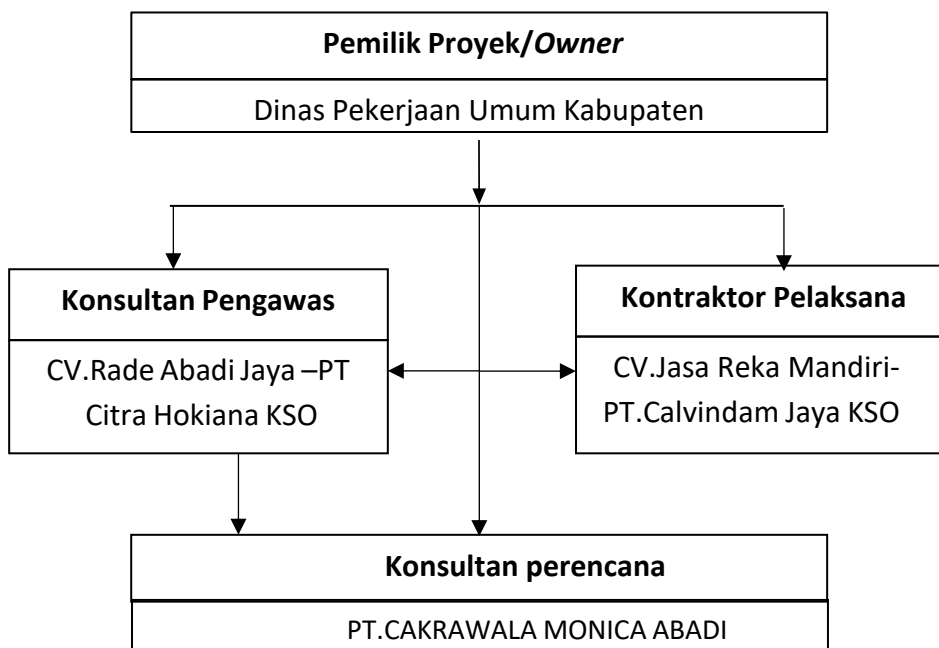 Pemilik Proyek/Owner
Dinas Pekerjaan Umum Kabupaten
Konsultan Pengawas
CV.Rade Abadi Jaya –PT
Citra Hokiana KSO
Kontraktor Pelaksana
CV.Jasa Reka Mandiri-
PT.Calvindam Jaya KSO
Konsultan perencana
PT.CAKRAWALA MONICA ABADI